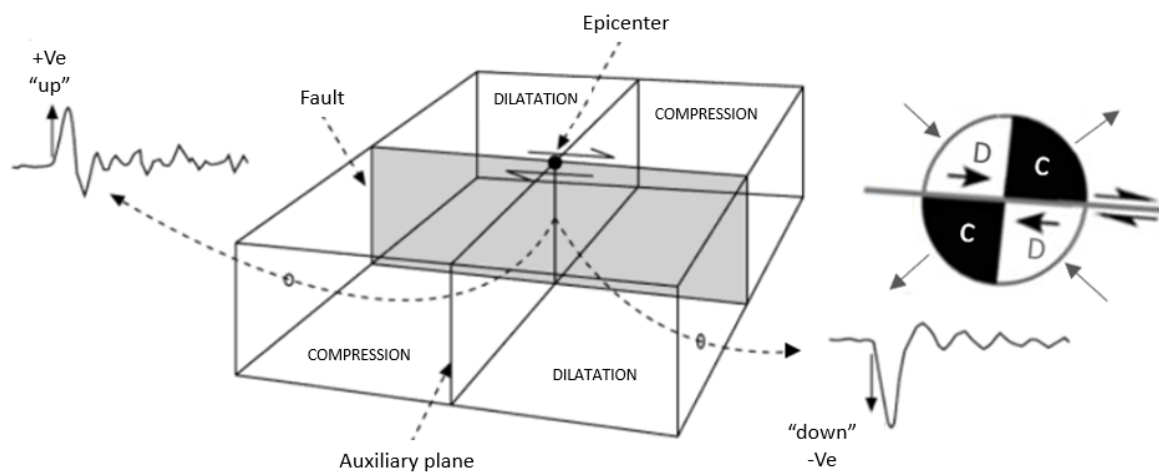 Epicenter
+Ve
“up”
Fault
DILATATION
COMPRESSION
D
C
C
D
COMPRESSION
DILATATION
Auxiliary plane
“down”
-Ve